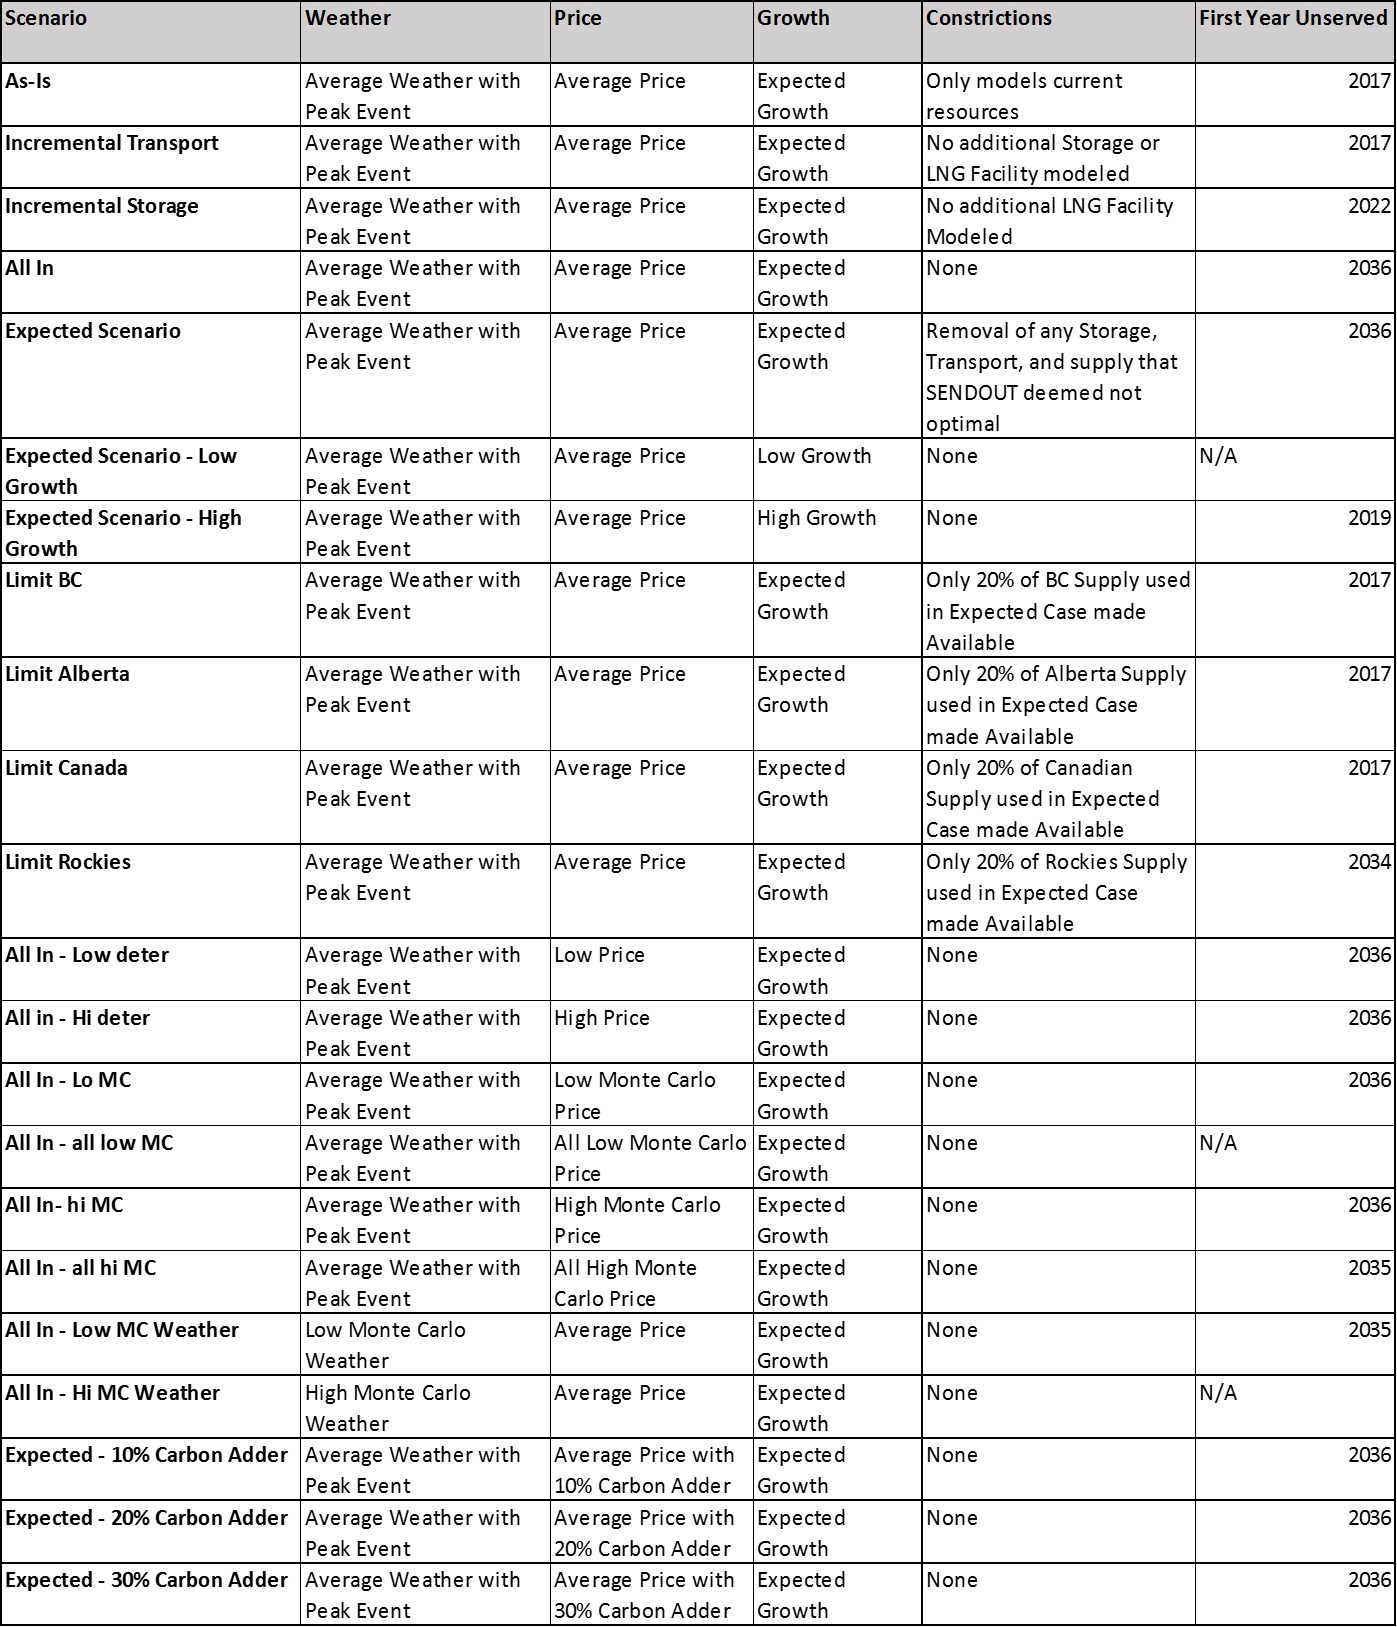 Scenario Weather Price Growth Constrictions First Year Unserved
As-Is Average Weather with Average Price Expected Only models current 2017
Peak Event Growth resources
Incremental Transport Average Weather with Average Price Expected No additional Storage or 2017
Peak Event Growth LNG Facility modeled
Incremental Storage Average Weather with Average Price Expected No additional LNG Facility 2022
Peak Event Growth Modeled
All In Average Weather with Average Price Expected None 2036
Peak Event Growth
Expected Scenario Average Weather with Average Price Expected Removal of any Storage, 2036
Peak Event Growth Transport, and supply that
SENDOUT deemed not
optimal
Expected Scenario - Low Average Weather with Average Price Low Growth None N/A
Growth Peak Event
Expected Scenario - High Average Weather with Average Price High Growth None 2019
Growth Peak Event
Limit BC Average Weather with Average Price Expected Only 20% of BC Supply used 2017
Peak Event Growth in Expected Case made
Available
Limit Alberta Average Weather with Average Price Expected Only 20% of Alberta Supply 2017
Peak Event Growth used in Expected Case
made Available
Limit Canada Average Weather with Average Price Expected Only 20% of Canadian 2017
Peak Event Growth Supply used in Expected
Case made Available
Limit Rockies Average Weather with Average Price Expected Only 20% of Rockies Supply 2034
Peak Event Growth used in Expected Case
made Available
All In - Low deter Average Weather with Low Price Expected None 2036
Peak Event Growth
All in - Hi deter Average Weather with High Price Expected None 2036
Peak Event Growth
All In - Lo MC Average Weather with Low Monte Carlo Expected None 2036
Peak Event Price Growth
All In - all low MC Average Weather with All Low Monte Carlo Expected None N/A
Peak Event Price Growth
All In- hi MC Average Weather with High Monte Carlo Expected None 2036
Peak Event Price Growth
All In - all hi MC Average Weather with All High Monte Expected None 2035
Peak Event Carlo Price Growth
All In - Low MC Weather Low Monte Carlo Average Price Expected None 2035
Weather Growth
All In - Hi MC Weather High Monte Carlo Average Price Expected None N/A
Weather Growth
Expected - 10% Carbon Adder Average Weather with Average Price with Expected None 2036
Peak Event 10% Carbon Adder Growth
Expected - 20% Carbon Adder Average Weather with Average Price with Expected None 2036
Peak Event 20% Carbon Adder Growth
Expected - 30% Carbon Adder Average Weather with Average Price with Expected None 2036
Peak Event 30% Carbon Adder Growth